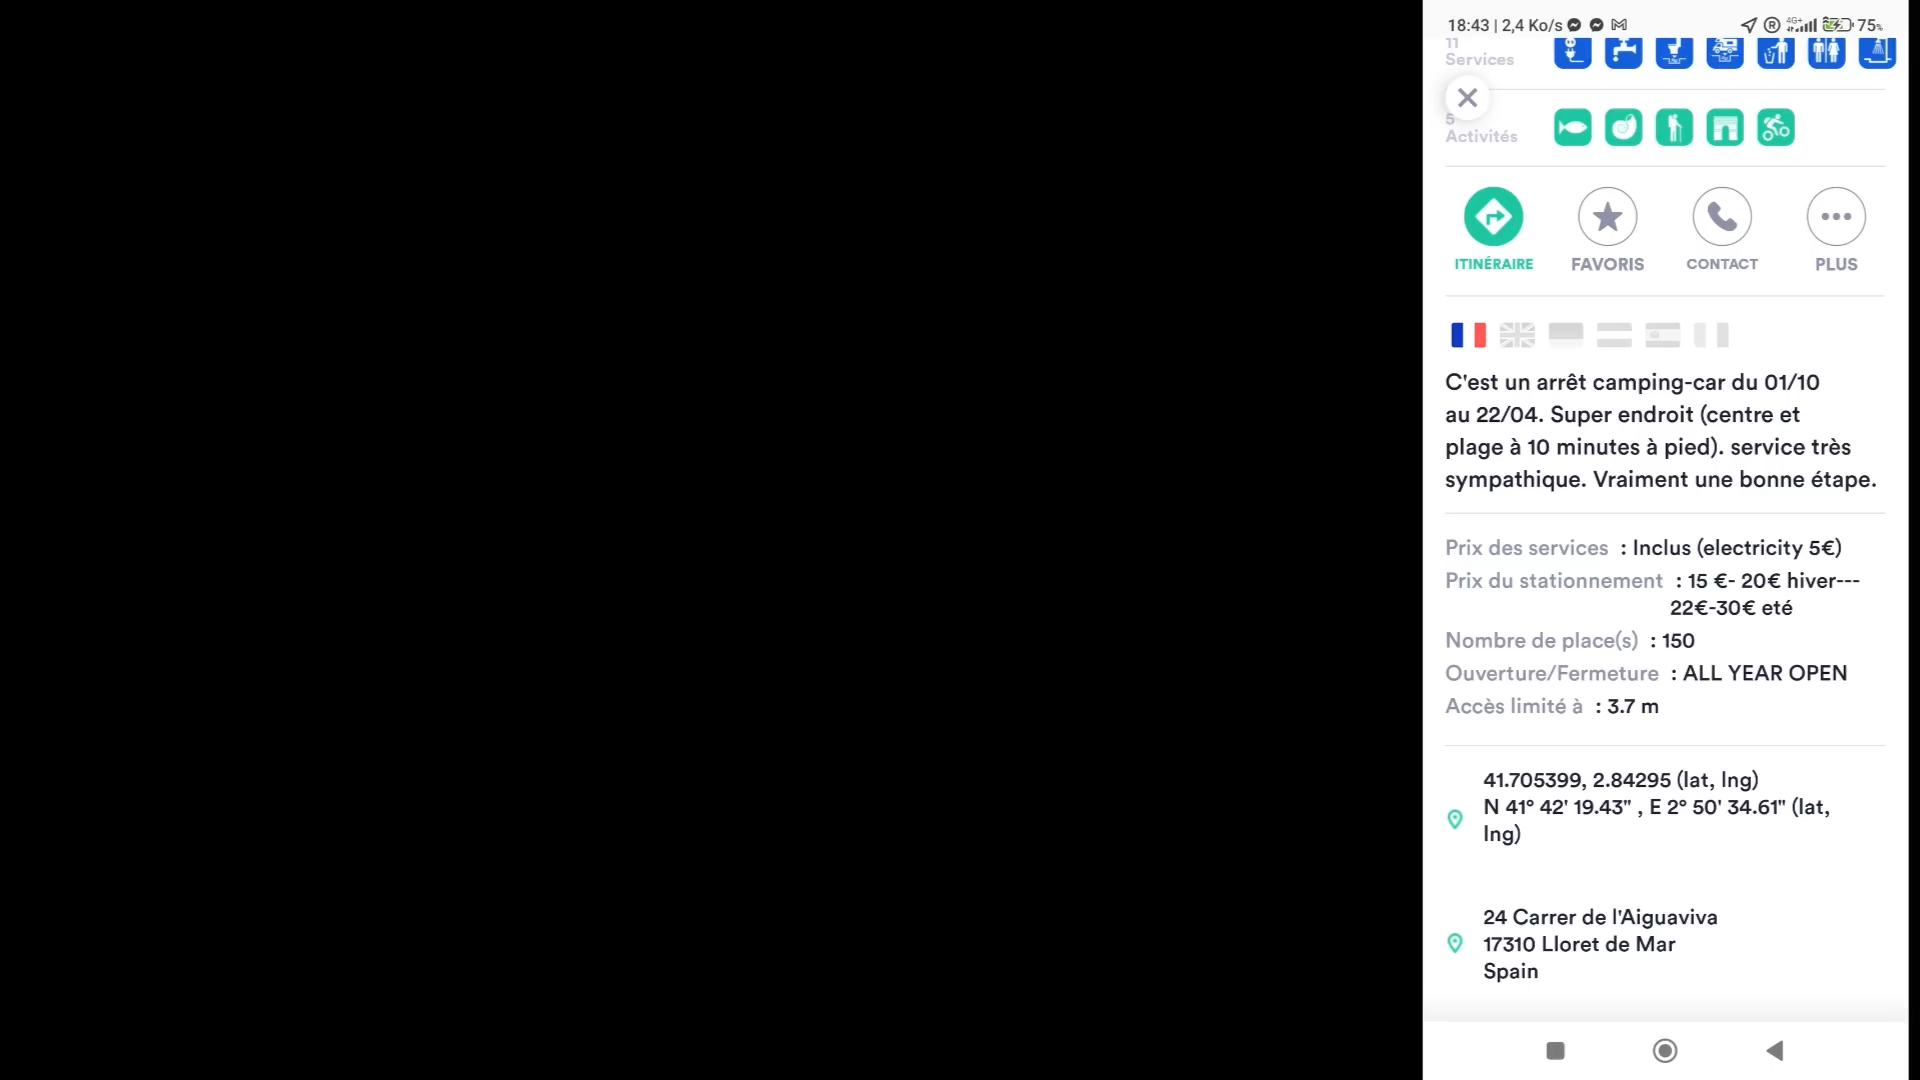 18:43 | 2,4 Ko/s
4G+
75%
11
Services
5
Activités
ITINÉRAIRE
FAVORIS
CONTACT
PLUS
C'est un arrêt camping-car du 01/10
au 22/04. Super endroit (centre et
plage à 10 minutes à pied). service très
sympathique. Vraiment une bonne étape.
Prix des services : Inclus (electricity 5€)
Prix du stationnement : 15 €- 20€ hiver---
22€-30€ eté
Nombre de place(s) : 150
Ouverture/Fermeture : ALL YEAR OPEN
Accès limité à : 3.7 m
41.705399, 2.84295 (lat, lng)
N 41° 42' 19.43" , E 2° 50' 34.61" (lat,
lng)
24 Carrer de l'Aiguaviva
17310 Lloret de Mar
Spain